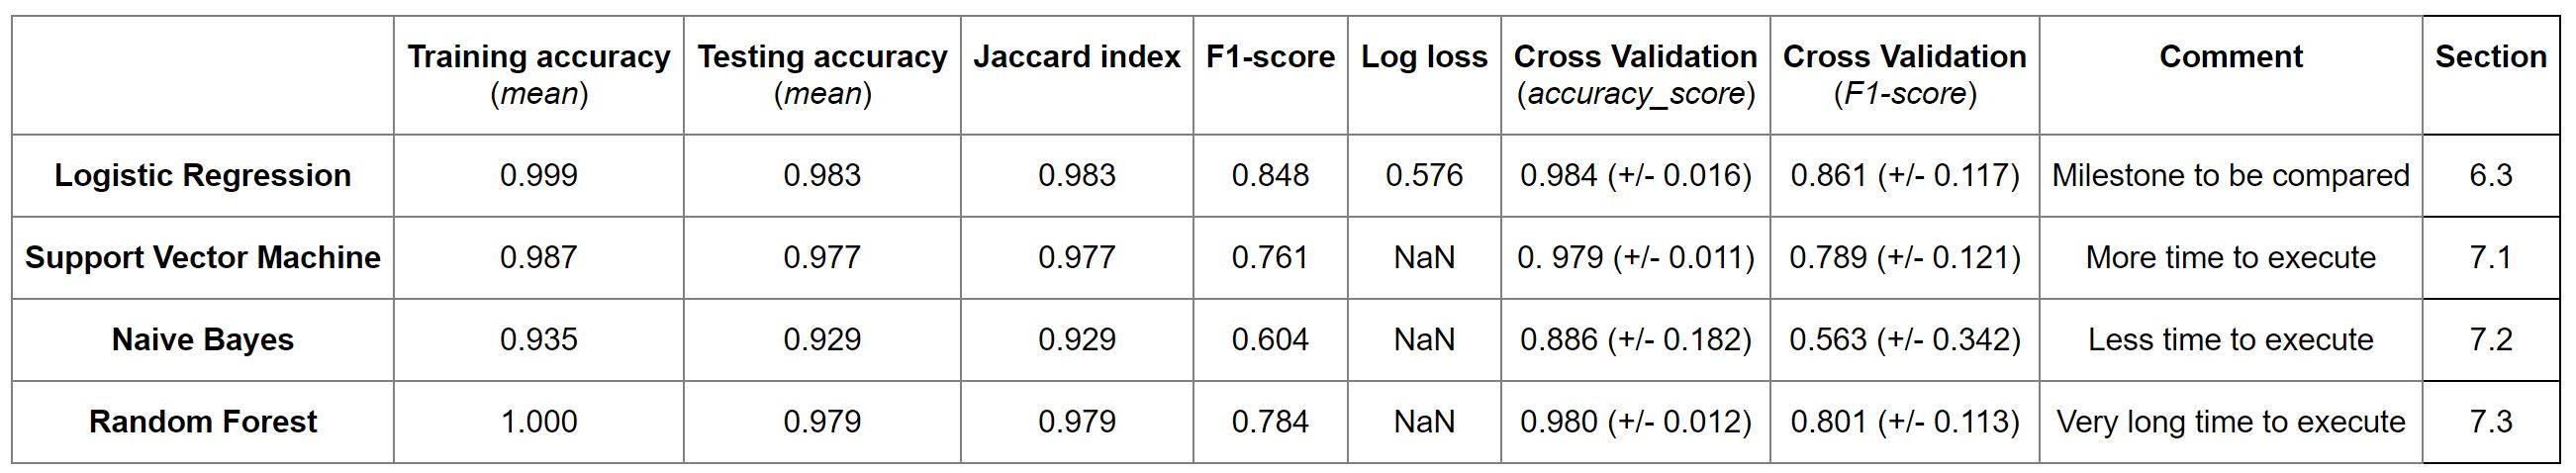 Training accuracy Testing accuracy Jaccard index F1-score Log loss Cross Validation Cross Validation Comment Section
(mean) (mean) (accuracy_score) (F1-score)
Logistic Regression 0.999 0.983 0.983 0.848 0.576 0.984 (+/- 0.016) 0.861 (+/- 0.117) Milestone to be compared 6.3
Support Vector Machine 0.987 0.977 0.977 0.761 NaN 0. 979 (+/- 0.011) 0.789 (+/- 0.121) More time to execute 7.1
Naive Bayes 0.935 0.929 0.929 0.604 NaN 0.886 (+/- 0.182) 0.563 (+/- 0.342) Less time to execute 7.2
Random Forest 1.000 0.979 0.979 0.784 NaN 0.980 (+/- 0.012) 0.801 (+/- 0.113) Very long time to execute 7.3